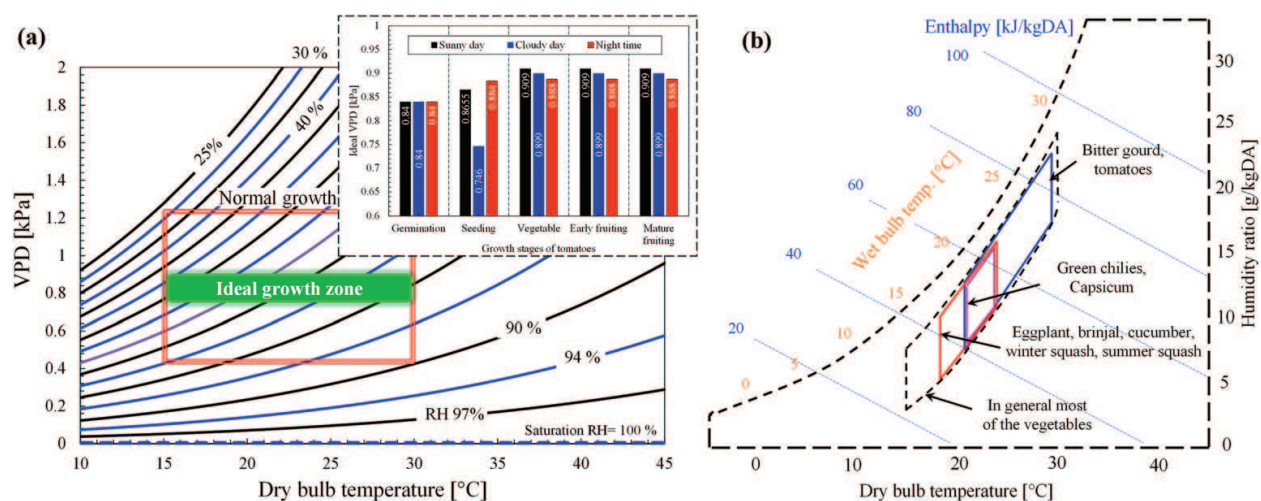 (a)
30 %
25%
40 %
Normal growth
Ideal growth zone
90 %
94 %
RH 97%
Saturation RH= 100 %
VPD [kPa]
2
1.8
1.6
1.4
1.2
1
0.8
0.6
0.4
0.2
0
10
15
20
25
30
35
40
45
Dry bulb temperature [°C]
Sunny day
Cloudy day
Night time
Ideal VPD [kPa]
1
0.95
0.9
0.85
0.8
0.75
0.7
0.65
0.6
0.84
0.84
0.84
0.8655
0.746
0.884
0.909
0.899
0.888
0.909
0.899
0.888
0.909
0.899
0.888
Germination
Seeding
Vegetable
Early fruiting
Mature
fruiting
Growth stages of tomatoes
(b)
Enthalpy [kJ/kgDA]
100
80
60
40
20
Wet bulb temp. [°C]
30
25
20
15
10
5
0
Bitter gourd,
tomatoes
Green chilies,
Capsicum
Eggplant, brinjal, cucumber,
winter squash, summer squash
In general most
of the vegetables
Humidity ratio [g/kgDA]
30
25
20
15
10
5
0
0
10
20
30
40
Dry bulb temperature [°C]